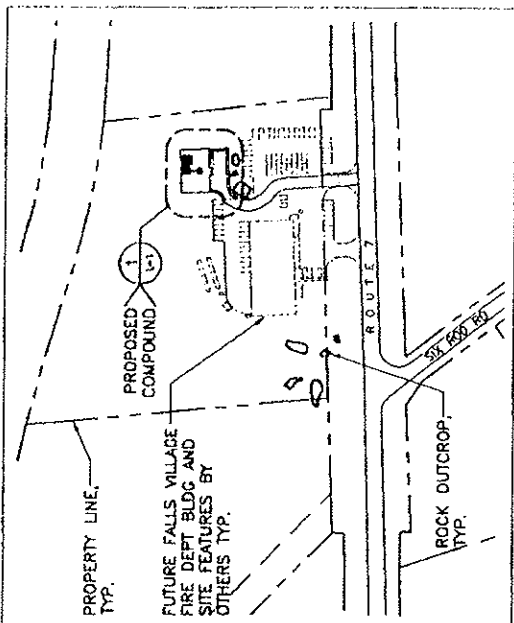 PROPERTY LINE,
TYP.
FUTURE FALLS VILLAGE
FIRE DEPT BLDG AND
SITE FEATURES BY
OTHERS TYP.
PROPOSED
COMPOUND
1
L-1
ROUTE 7
SIX ROD RD
ROCK OUTCROP,
TYP.